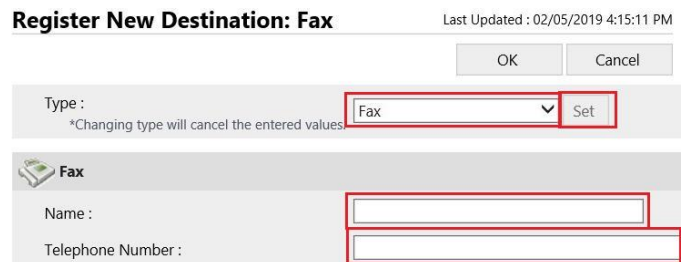 Register New Destination: Fax
Last Updated : 02/05/2019 4:15:11 PM
OK
Cancel
Type :
*Changing type will cancel the entered values.
Fax
Set
Fax
Name :
Telephone Number :